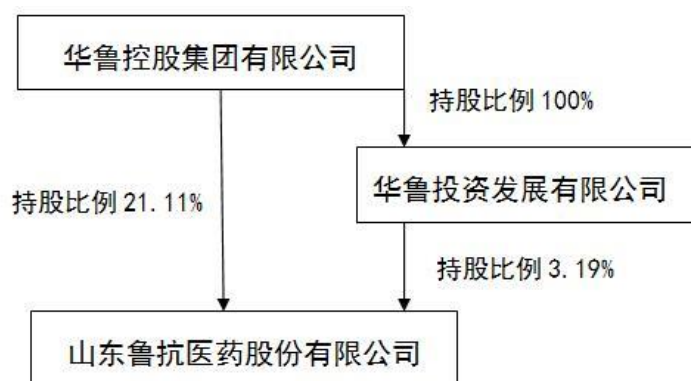 华鲁控股集团有限公司
持股比例 100%
华鲁投资发展有限公司
持股比例 21.11%
持股比例 3.19%
山东鲁抗医药股份有限公司